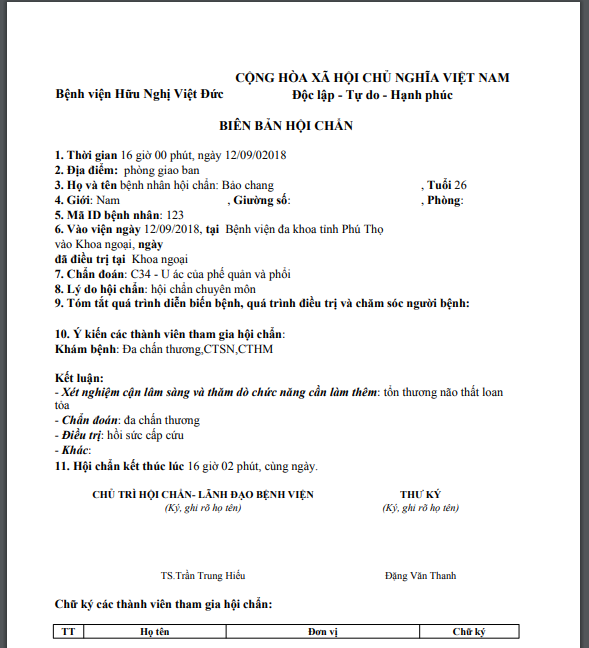 CỘNG HÒA XÃ HỘI CHỦ NGHĨA VIỆT NAM
Bệnh viện Hữu Nghị Việt Đức Độc lập - Tự do - Hạnh phúc
BIÊN BẢN HỘI CHẨN
1. Thời gian 16 giờ 00 phút, ngày 12/09/02018
2. Địa điểm: phòng giao ban
3. Họ và tên bệnh nhân hội chẩn: Bảo chang , Tuổi 26
4. Giới: Nam , Giường số: , Phòng:
5. Mã ID bệnh nhân: 123
6. Vào viện ngày 12/09/2018, tại Bệnh viện đa khoa tỉnh Phú Thọ
vào Khoa ngoại, ngày
đã điều trị tại Khoa ngoại
7. Chẩn đoán: C34 - U ác của phế quản và phổi
8. Lý do hội chẩn: hội chẩn chuyên môn
9. Tóm tắt quá trình diễn biến bệnh, quá trình điều trị và chăm sóc người bệnh:
10. Ý kiến các thành viên tham gia hội chẩn:
Khám bệnh: Đa chấn thương,CTSN,CTHM
Kết luận:
- Xét nghiệm cận lâm sàng và thăm dò chức năng cần làm thêm: tổn thương não thất loan
tỏa
- Chẩn đoán: đa chấn thương
- Điều trị: hồi sức cấp cứu
- Khác:
11. Hội chẩn kết thúc lúc 16 giờ 02 phút, cùng ngày.
CHỦ TRÌ HỘI CHẨN- LÃNH ĐẠO BỆNH VIỆN THƯ KÝ
(Ký, ghi rõ họ tên) (Ký, ghi rõ họ tên)
TS.Trần Trung Hiếu Đặng Văn Thanh
Chữ ký các thành viên tham gia hội chẩn:
TT Họ tên Đơn vị Chữ ký